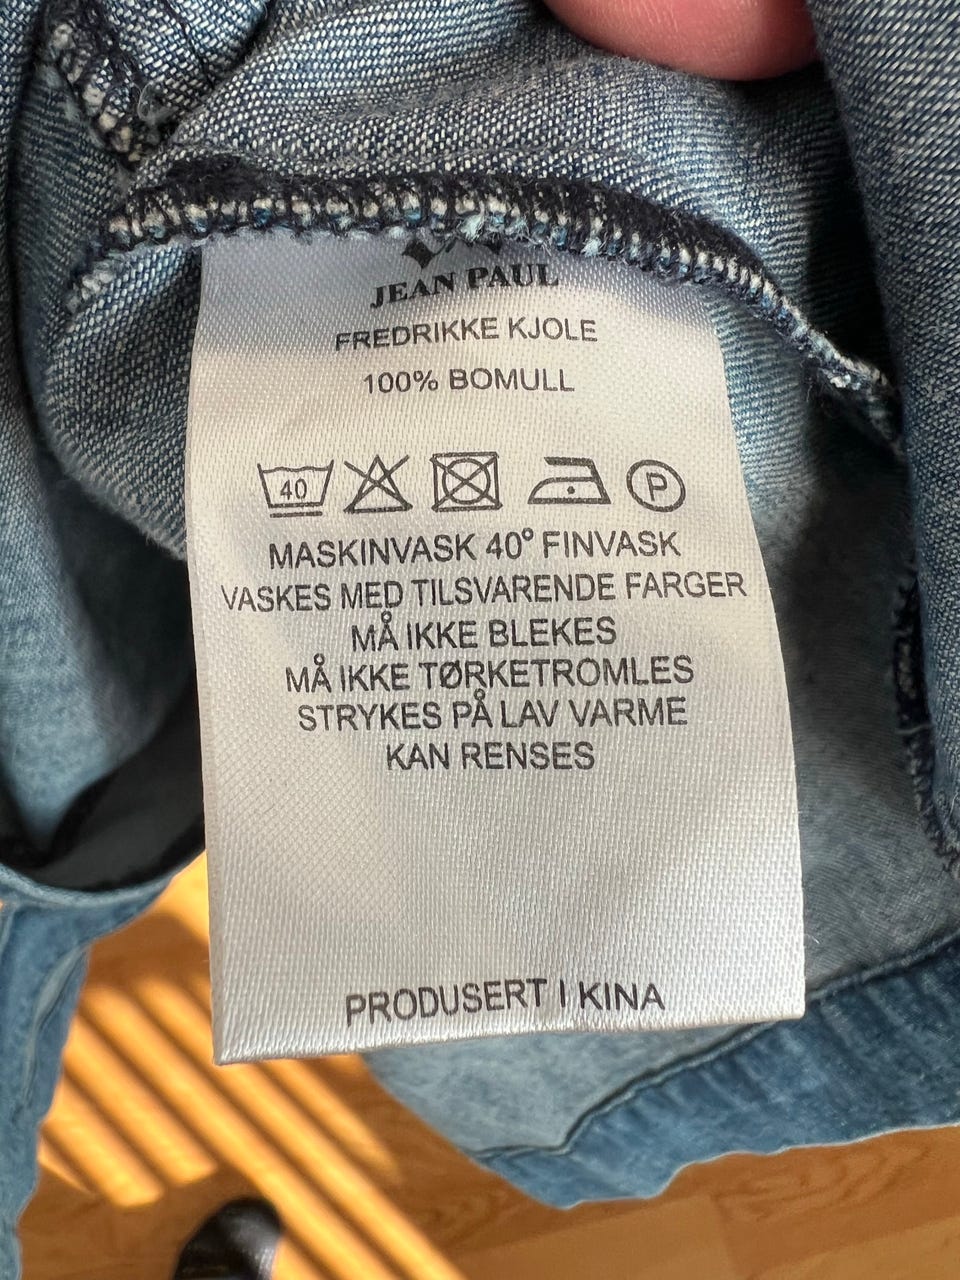 JEAN PAUL
FREDRIKKE KJOLE
100% BOMULL
40 P
MASKINVASK 40° FINVASK
VASKES MED TILSVARENDE FARGER
MÅ IKKE BLEKES
MÅ IKKE TØRKETROMLES
STRYKES PÅ LAV VARME
KAN RENSES
PRODUSERT I KINA